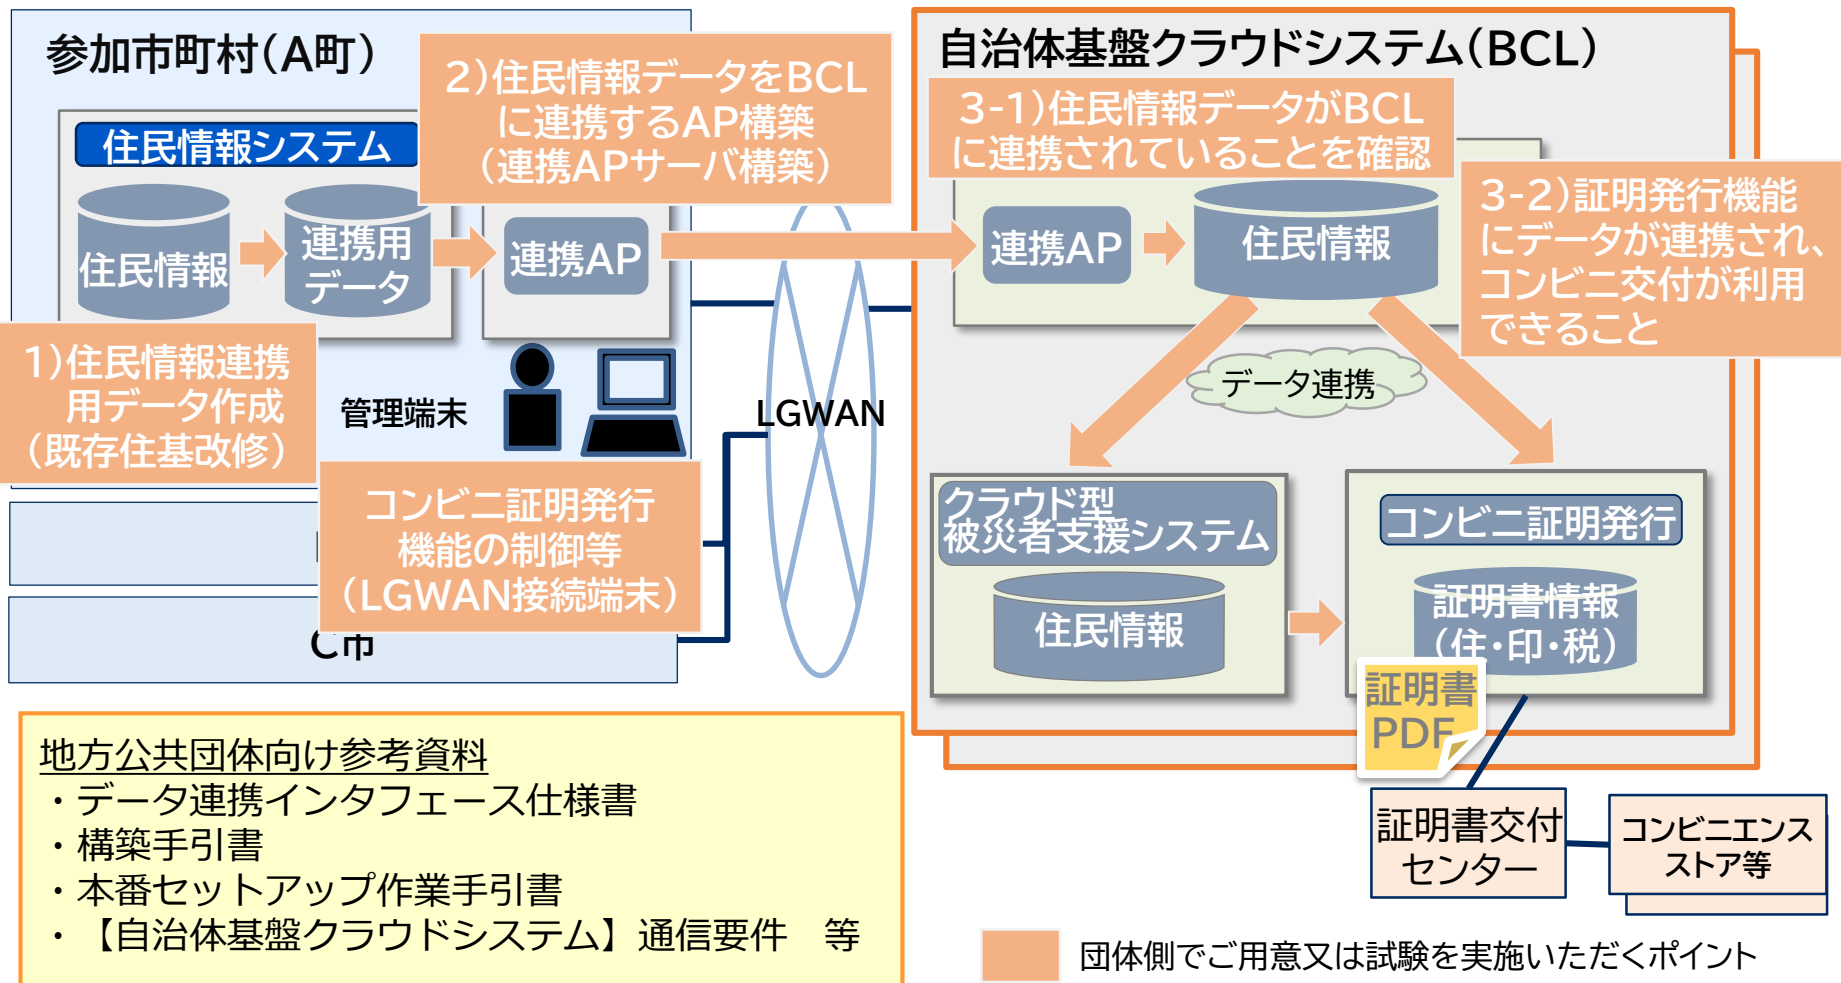 参加市町村(A町)
住民情報システム
住民情報
連携用
データ
連携AP
2)住民情報データをBCL
に連携するAP構築
(連携APサーバ構築)
1)住民情報連携
用データ作成
(既存住基改修)
管理端末
コンビニ証明発行
機能の制御等
(LGWAN接続端末)
C市
LGWAN
自治体基盤クラウドシステム(BCL)
3-1)住民情報データがBCL
に連携されていることを確認
連携AP
住民情報
3-2)証明発行機能
にデータが連携され、
コンビニ交付が利用
できること
データ連携
クラウド型
被災者支援システム
住民情報
コンビニ証明発行
証明書情報
(住・印・税)
証明書
PDF
証明書交付
センター
コンビニエンス
ストア等
地方公共団体向け参考資料
・データ連携インタフェース仕様書
・構築手引書
・本番セットアップ作業手引書
・【自治体基盤クラウドシステム】通信要件 等
団体側でご用意又は試験を実施いただくポイント